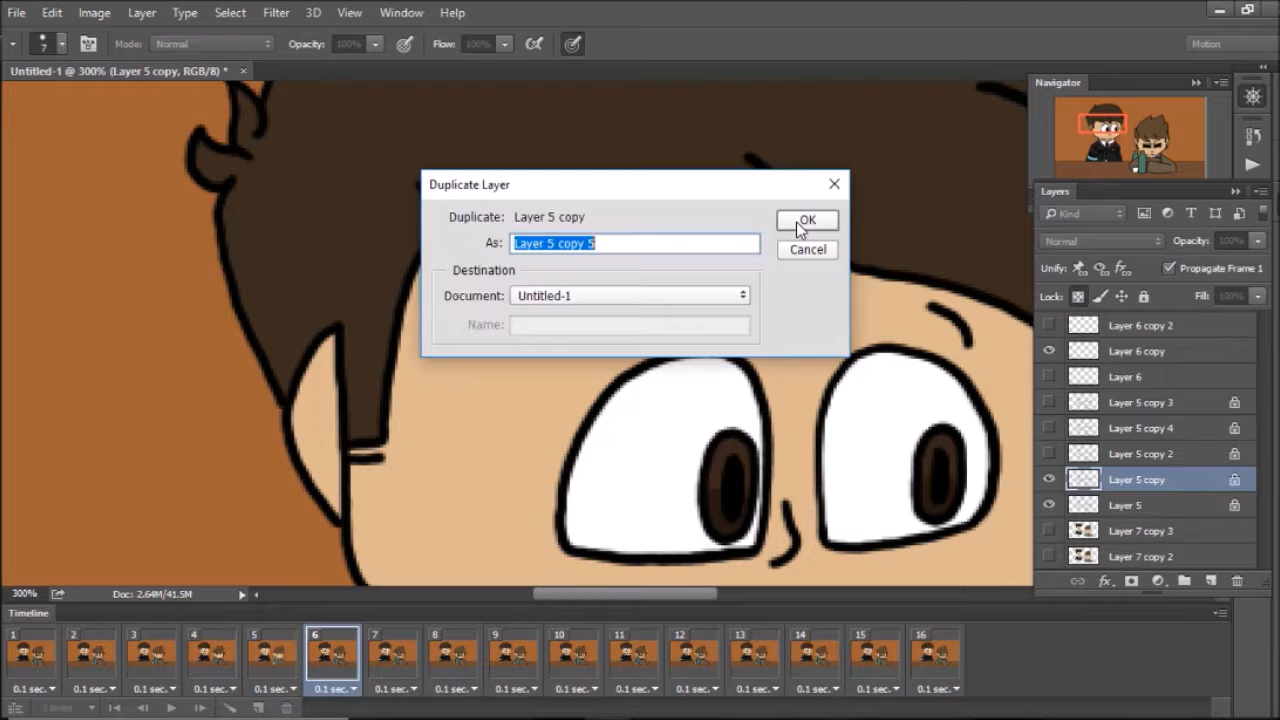 File Edit Image Layer Type Select Filter 3D View Window Help
7 Mode: Normal Opacity: 100% Flow: 100% Motion
Untitled-1 @ 300% (Layer 5 copy, RGB/8) * ×
Navigator
Duplicate Layer
Duplicate: Layer 5 copy
As: Layer 5 copy 5
OK
Cancel
Destination
Document: Untitled-1
Name:
Layers
Kind
Normal Opacity: 100%
Unify: Propagate Frame 1
Lock: Fill: 100%
Layer 6 copy 2
Layer 6 copy
Layer 6
Layer 5 copy 3
Layer 5 copy 4
Layer 5 copy 2
Layer 5 copy
Layer 5
Layer 7 copy 3
Layer 7 copy 2
300% Doc: 2.64M/41.5M
Timeline
1 2 3 4 5 6 7 8 9 10 11 12 13 14 15 16
0.1 sec. 0.1 sec. 0.1 sec. 0.1 sec. 0.1 sec. 0.1 sec. 0.1 sec. 0.1 sec. 0.1 sec. 0.1 sec. 0.1 sec. 0.1 sec. 0.1 sec. 0.1 sec. 0.1 sec. 0.1 sec.